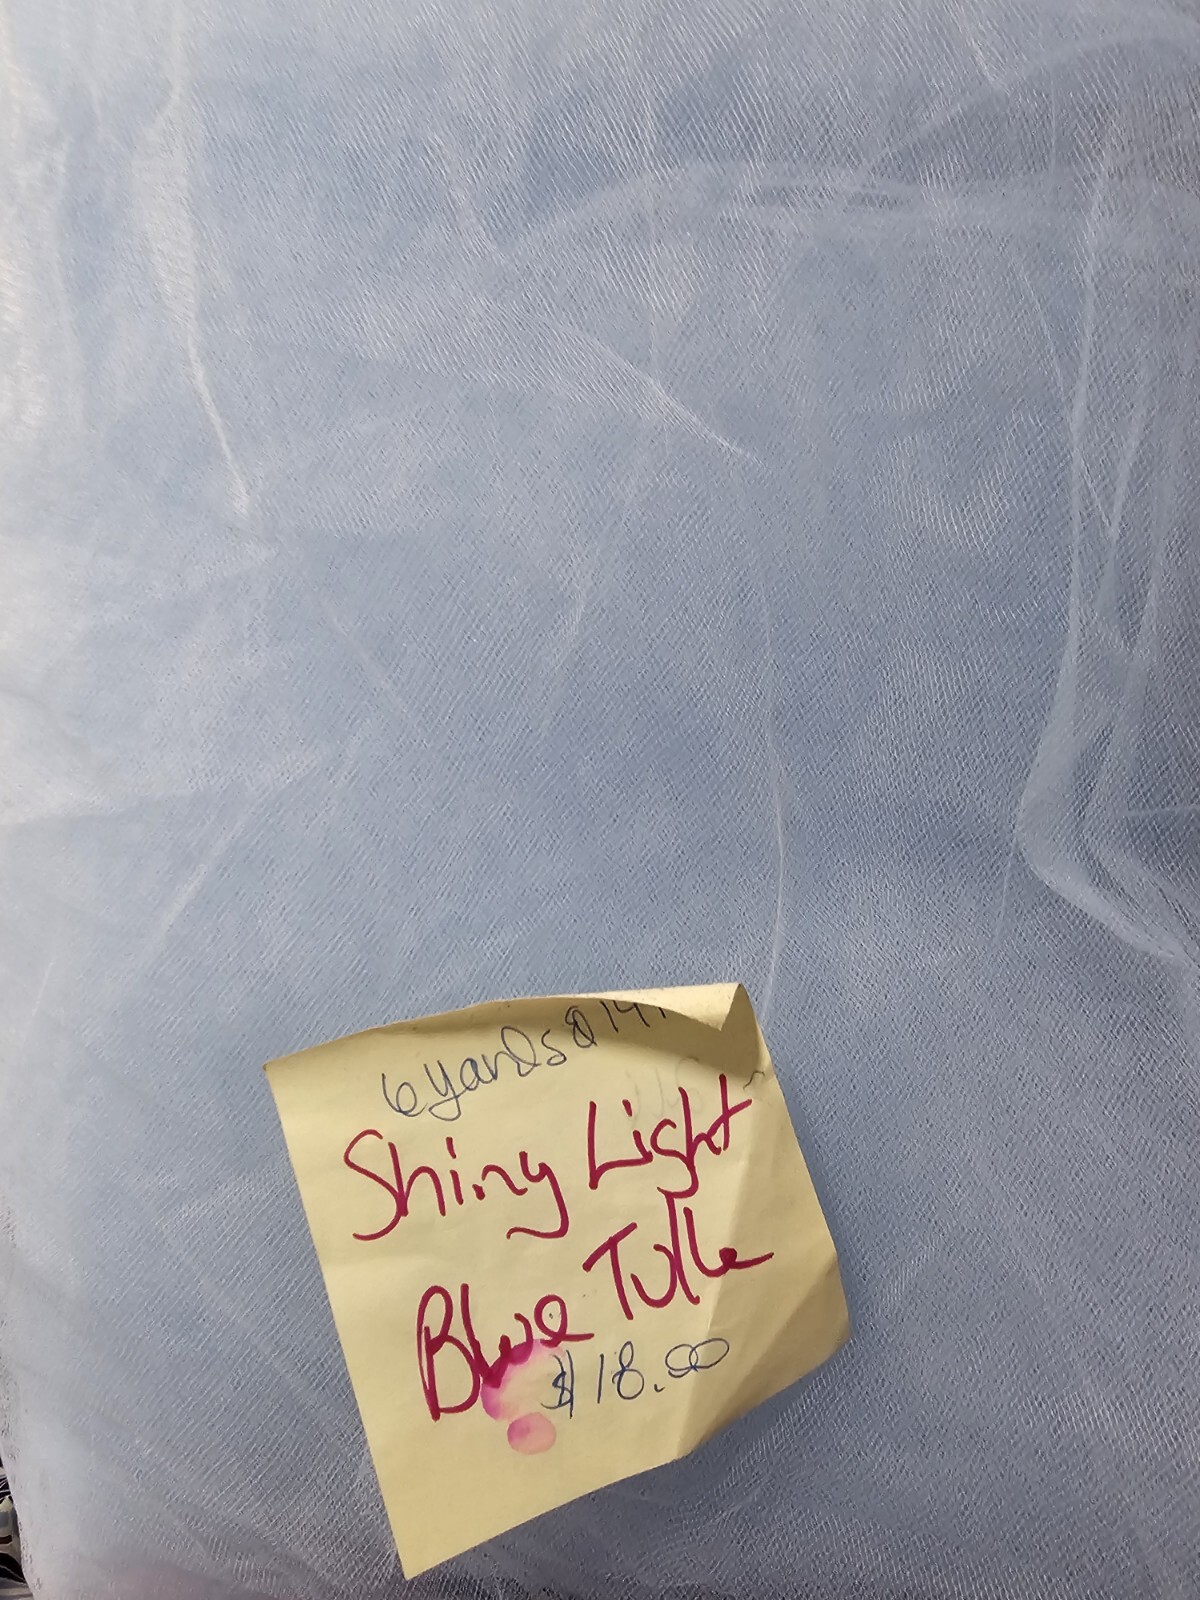 6 yards
Shiny Light
Blue Tulle
$18.00